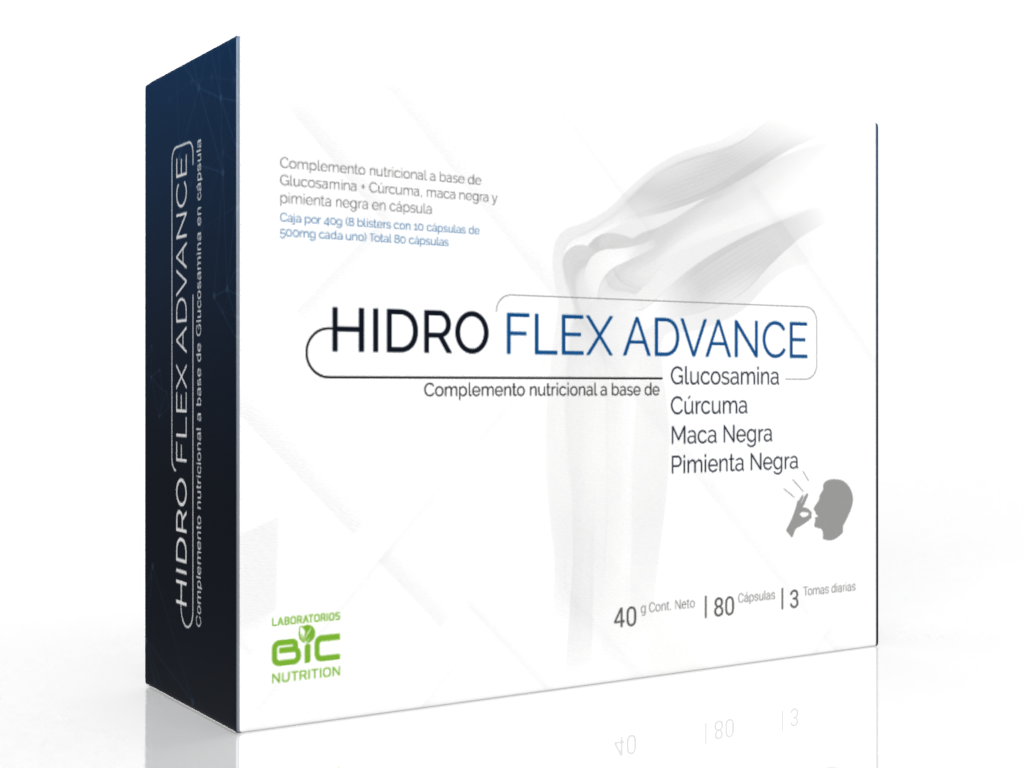 Complemento nutricional a base de
Glucosamina + Cúrcuma, maca negra y
pimienta negra en cápsula
Caja por 40g (8 blisters con 10 cápsulas de
500mg cada uno) Total 80 cápsulas
HIDRO FLEX ADVANCE
Complemento nutricional a base de
Glucosamina
Cúrcuma
Maca Negra
Pimienta Negra
40 g Cont. Neto | 80 Cápsulas | 3 Tomas diarias
LABORATORIOS
BIC
NUTRITION
HIDRO FLEX ADVANCE
Complemento nutricional a base de Glucosamina en cápsula